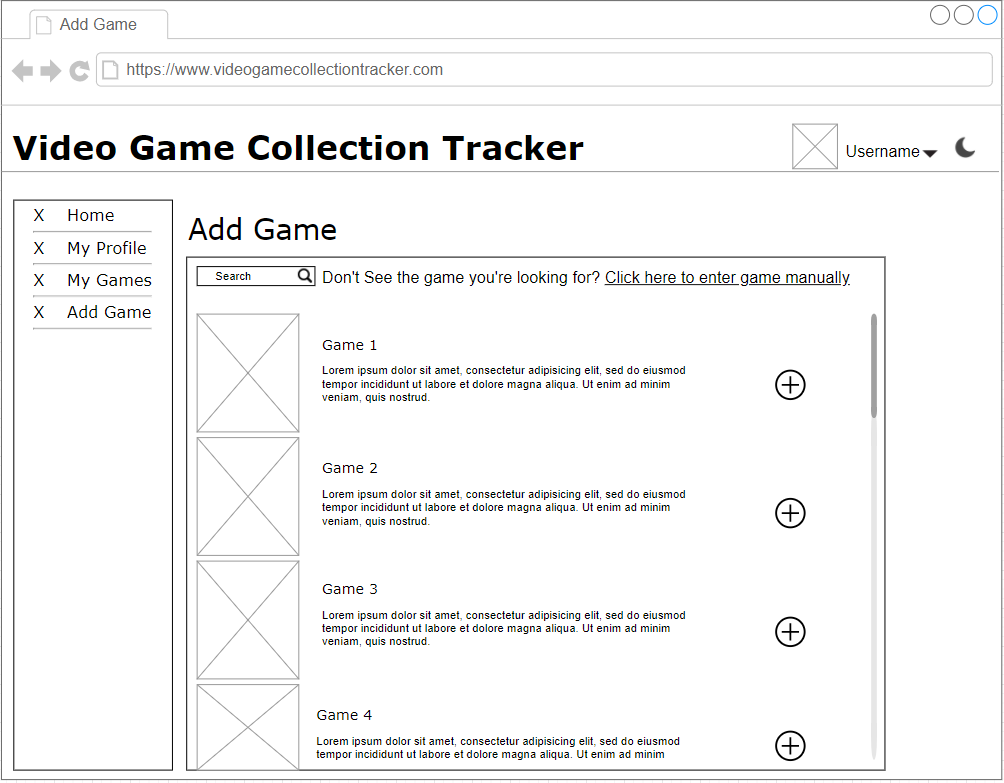 Add Game
https://www.videogamecollectiontracker.com
Video Game Collection Tracker
Username
X Home
X My Profile
X My Games
X Add Game
Add Game
Search
Don't See the game you're looking for? Click here to enter game manually
Game 1
Lorem ipsum dolor sit amet, consectetur adipisicing elit, sed do eiusmod
tempor incididunt ut labore et dolore magna aliqua. Ut enim ad minim
veniam, quis nostrud.
Game 2
Lorem ipsum dolor sit amet, consectetur adipisicing elit, sed do eiusmod
tempor incididunt ut labore et dolore magna aliqua. Ut enim ad minim
veniam, quis nostrud.
Game 3
Lorem ipsum dolor sit amet, consectetur adipisicing elit, sed do eiusmod
tempor incididunt ut labore et dolore magna aliqua. Ut enim ad minim
veniam, quis nostrud.
Game 4
Lorem ipsum dolor sit amet, consectetur adipisicing elit, sed do eiusmod
tempor incididunt ut labore et dolore magna aliqua. Ut enim ad minim